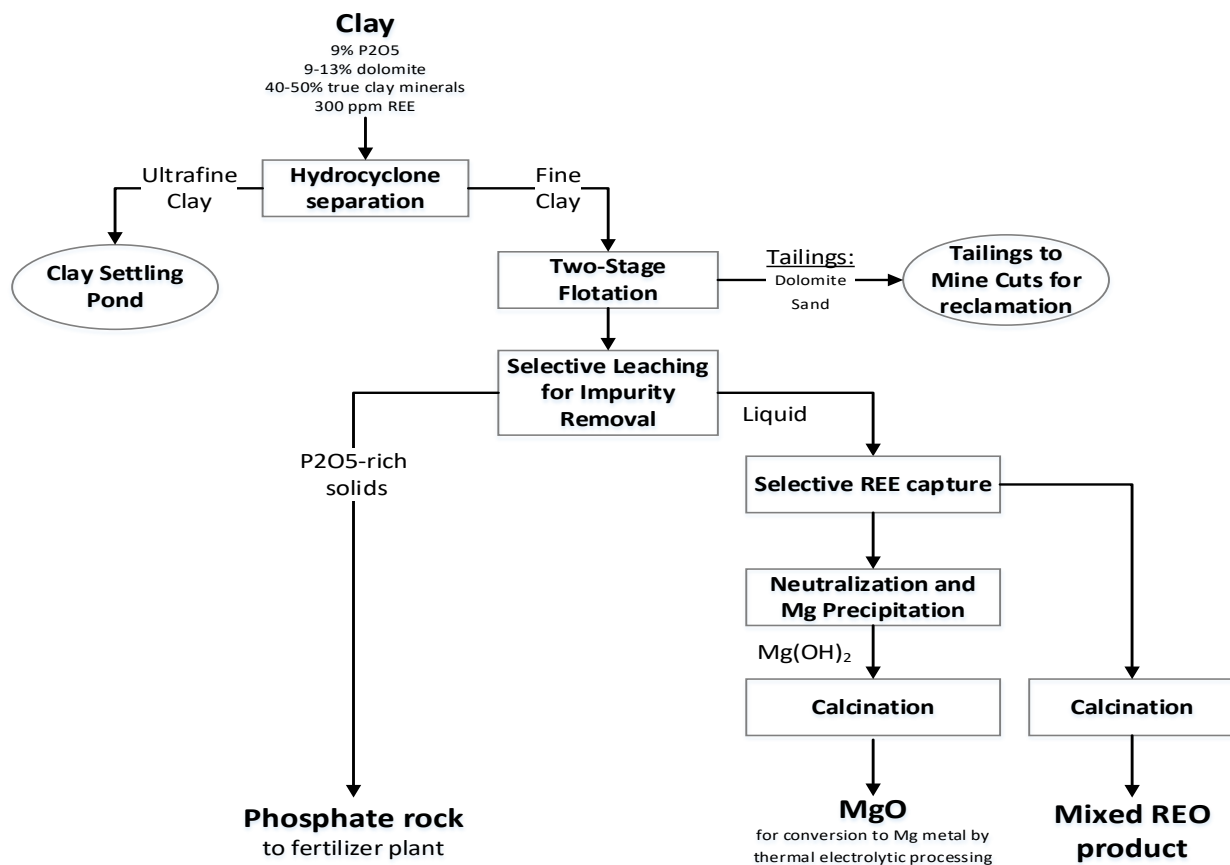 Clay
9% P2O5
9-13% dolomite
40-50% true clay minerals
300 ppm REE
Ultrafine
Clay
Hydrocyclone
separation
Fine
Clay
Clay Settling
Pond
Two-Stage
Flotation
Tailings:
Dolomite
Sand
Tailings to
Mine Cuts for
reclamation
Selective Leaching
for Impurity
Removal
P2O5-rich
solids
Liquid
Selective REE capture
Neutralization and
Mg Precipitation
Mg(OH)₂
Calcination
Calcination
Phosphate rock
to fertilizer plant
MgO
for conversion to Mg metal by
thermal electrolytic processing
Mixed REO
product